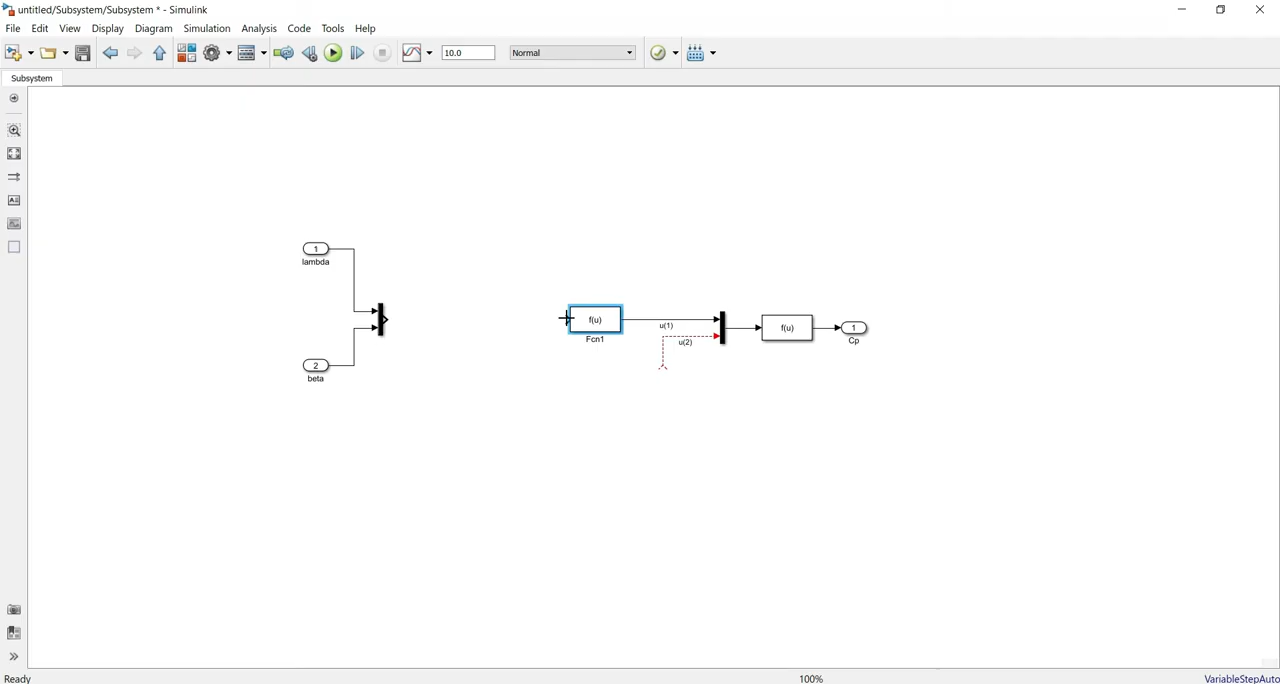 untitled/Subsystem/Subsystem * - Simulink
File Edit View Display Diagram Simulation Analysis Code Tools Help
10.0 Normal
Subsystem
1
lambda
2
beta
f(u)
Fcn1
u(1)
u(2)
f(u)
1
Cp
Ready 100% VariableStepAuto